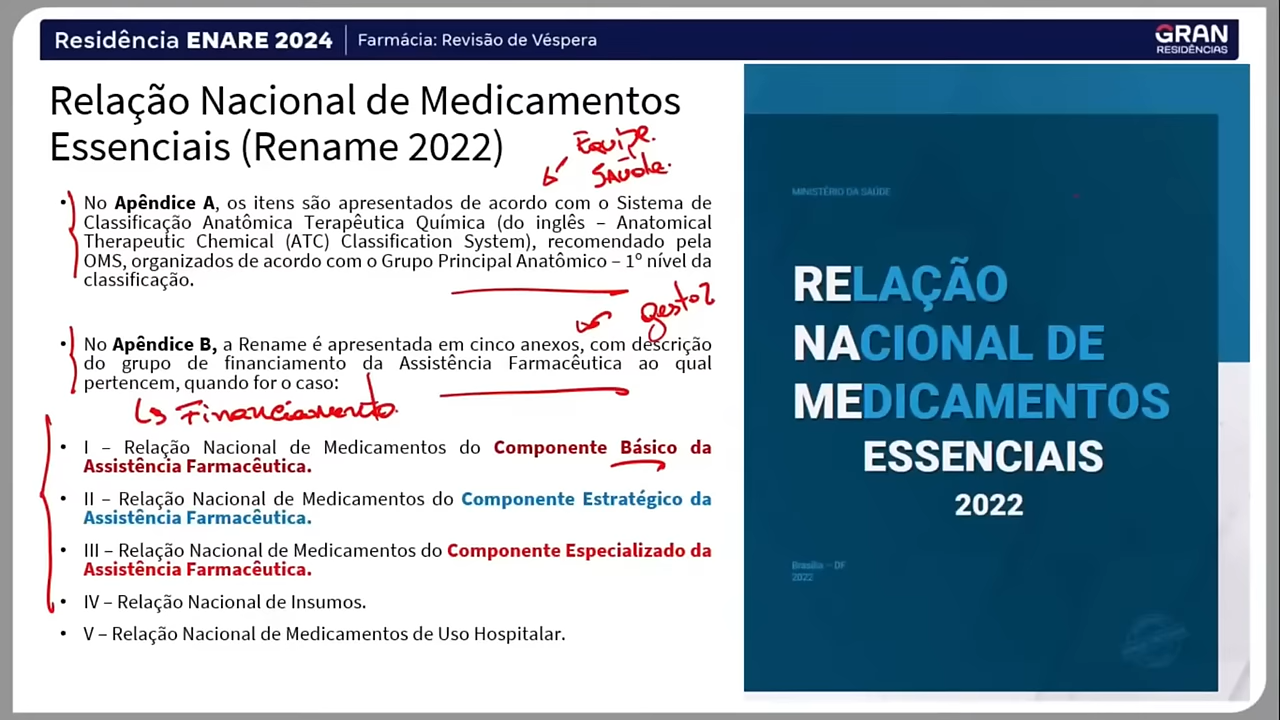 Residência ENARE 2024 | Farmácia: Revisão de Véspera
GRAN
RESIDÊNCIAS
Relação Nacional de Medicamentos
Essenciais (Rename 2022)
Equipe
Saúde.
• No Apêndice A, os itens são apresentados de acordo com o Sistema de
Classificação Anatômica Terapêutica Química (do inglês – Anatomical
Therapeutic Chemical (ATC) Classification System), recomendado pela
OMS, organizados de acordo com o Grupo Principal Anatômico – 1º nível da
classificação.
gestor
• No Apêndice B, a Rename é apresentada em cinco anexos, com descrição
do grupo de financiamento da Assistência Farmacêutica ao qual
pertencem, quando for o caso:
Financiamento.
• I – Relação Nacional de Medicamentos do Componente Básico da
Assistência Farmacêutica.
• II – Relação Nacional de Medicamentos do Componente Estratégico da
Assistência Farmacêutica.
• III – Relação Nacional de Medicamentos do Componente Especializado da
Assistência Farmacêutica.
• IV – Relação Nacional de Insumos.
• V – Relação Nacional de Medicamentos de Uso Hospitalar.
MINISTÉRIO DA SAÚDE
RELAÇÃO
NACIONAL DE
MEDICAMENTOS
ESSENCIAIS
2022
Brasília – DF
2022